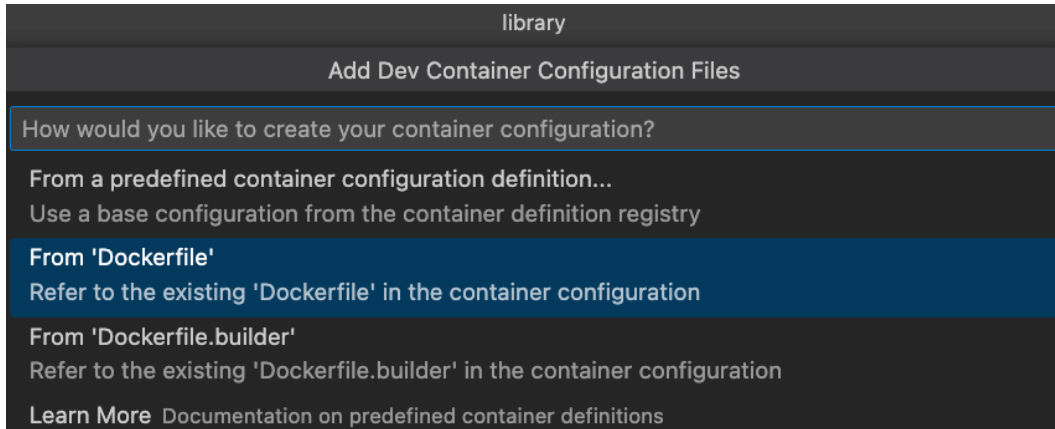 library
Add Dev Container Configuration Files
How would you like to create your container configuration?
From a predefined container configuration definition...
Use a base configuration from the container definition registry
From 'Dockerfile'
Refer to the existing 'Dockerfile' in the container configuration
From 'Dockerfile.builder'
Refer to the existing 'Dockerfile.builder' in the container configuration
Learn More Documentation on predefined container definitions